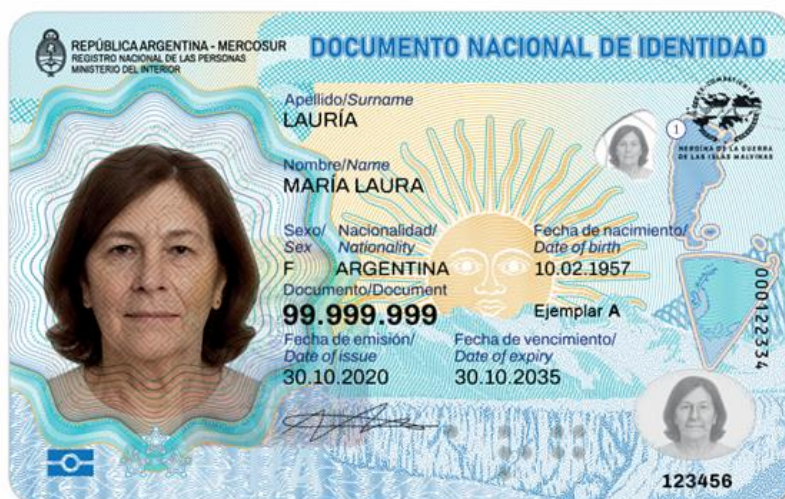 REPÚBLICA ARGENTINA - MERCOSUR
REGISTRO NACIONAL DE LAS PERSONAS
MINISTERIO DEL INTERIOR
DOCUMENTO NACIONAL DE IDENTIDAD
Apellido/Surname
LAURÍA
Nombre/Name
MARÍA LAURA
Sexo/ Nacionalidad/
Sex Nationality
F ARGENTINA
Fecha de nacimiento/
Date of birth
10.02.1957
Documento/Document
99.999.999
Ejemplar A
Fecha de emisión/
Date of issue
30.10.2020
Fecha de vencimiento/
Date of expiry
30.10.2035
1
EX-COMBATIENTE
HEROÍNA DE LA GUERRA
DE LAS ISLAS MALVINAS
000122334
123456